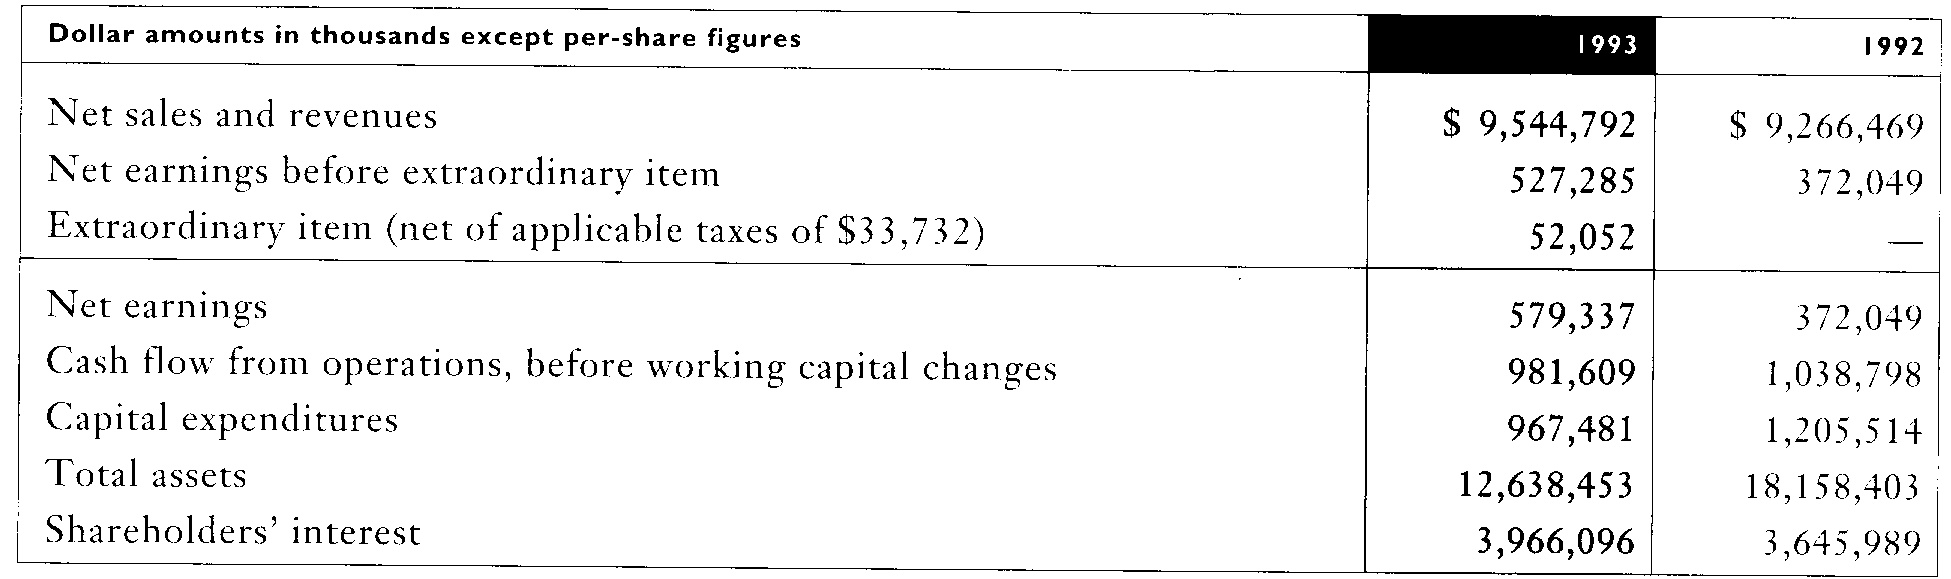 Dollar amounts in thousands except per-share figures 1993 1992
Net sales and revenues $ 9,544,792 $ 9,266,469
Net earnings before extraordinary item 527,285 372,049
Extraordinary item (net of applicable taxes of $33,732) 52,052 —
Net earnings 579,337 372,049
Cash flow from operations, before working capital changes 981,609 1,038,798
Capital expenditures 967,481 1,205,514
Total assets 12,638,453 18,158,403
Shareholders' interest 3,966,096 3,645,989